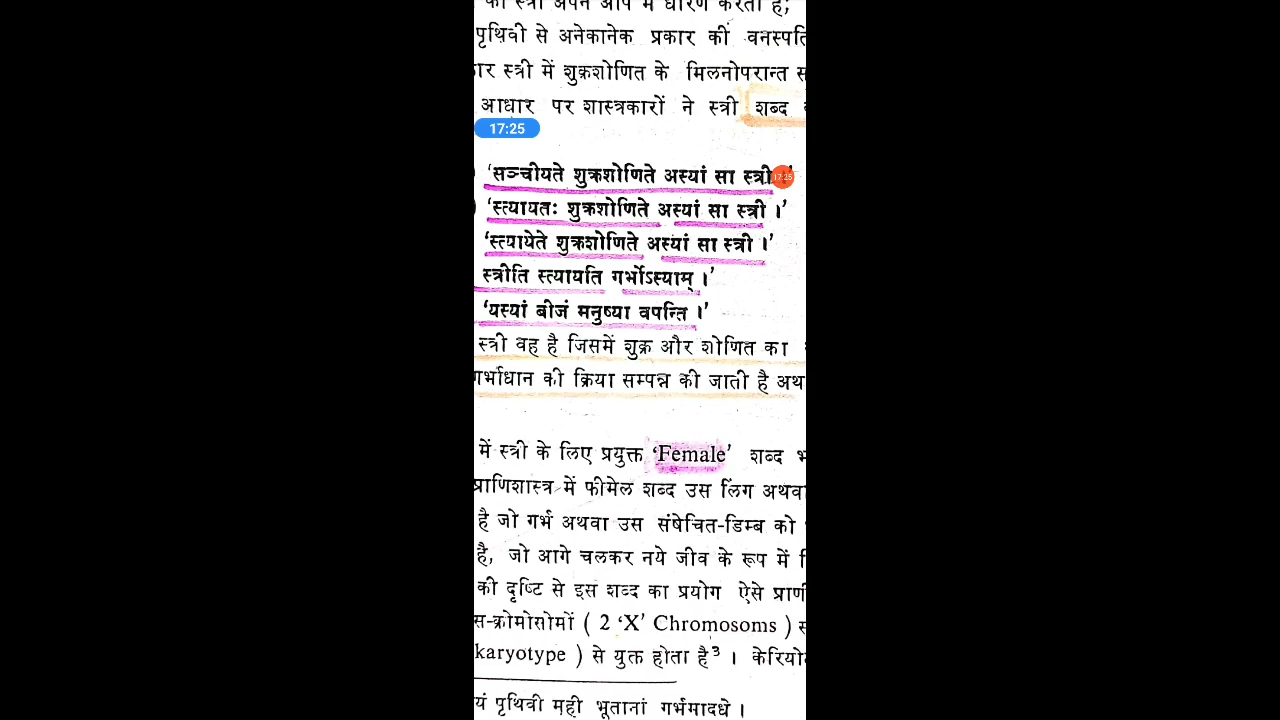 का स्त्री अपने आप में धारण करती है;
पृथिवी से अनेकानेक प्रकार कीं वनस्पति
स्त्री में शुक्रशोणित के मिलनोपरान्त
आधार पर शास्त्रकारों ने स्त्री शब्द
17:25
'सञ्चीयते शुक्रशोणिते अस्यां सा स्त्री
17:25
'स्त्यायतः शुक्रशोणिते अस्यां सा स्त्री ।'
'स्त्यायेते शुक्रशोणिते अस्यां सा स्त्री ।'
स्त्रीति स्त्यायति गर्भोऽस्याम् ।'
'यस्यां बीजं मनुष्या वपन्ति ।'
स्त्री वह है जिसमें शुक्र और शोणित का
गर्भाधान की क्रिया सम्पन्न की जाती है अथ
में स्त्री के लिए प्रयुक्त 'Female' शब्द
प्राणिशास्त्र में फीमेल शब्द उस लिंग अथवा
है जो गर्भ अथवा उस संषेचित-डिम्ब को
है, जो आगे चलकर नये जीव के रूप में
की दृष्टि से इस शब्द का प्रयोग ऐसे प्राणी
स-क्रोमोसोमों ( 2 'X' Chromosoms )
karyotype ) से युक्त होता है³ । केरियो
यं पृथिवी मही भूतानां गर्भमादधे ।